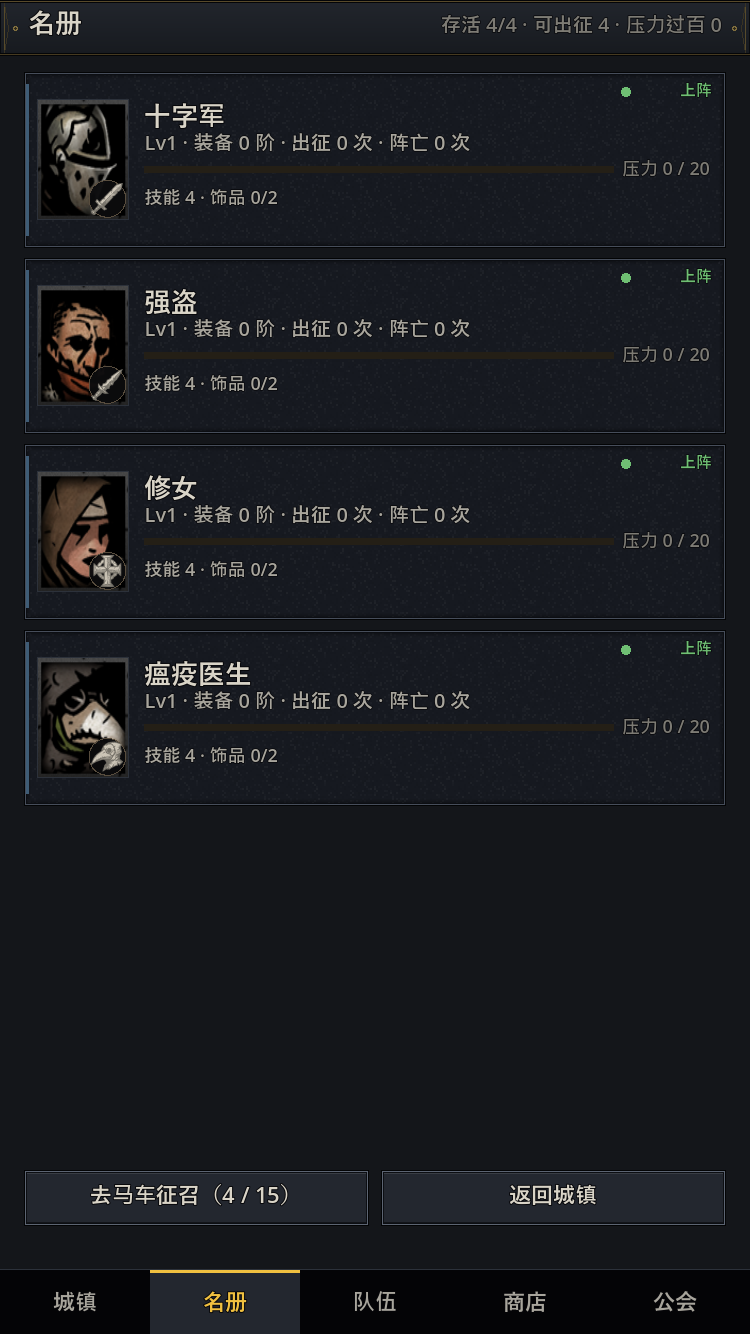 名册
存活 4/4 · 可出征 4 · 压力过百 0
上阵
十字军
Lv1 · 装备 0 阶 · 出征 0 次 · 阵亡 0 次
压力 0 / 20
技能 4 · 饰品 0/2
上阵
强盗
Lv1 · 装备 0 阶 · 出征 0 次 · 阵亡 0 次
压力 0 / 20
技能 4 · 饰品 0/2
上阵
修女
Lv1 · 装备 0 阶 · 出征 0 次 · 阵亡 0 次
压力 0 / 20
技能 4 · 饰品 0/2
上阵
瘟疫医生
Lv1 · 装备 0 阶 · 出征 0 次 · 阵亡 0 次
压力 0 / 20
技能 4 · 饰品 0/2
去马车征召（4 / 15）
返回城镇
城镇
名册
队伍
商店
公会